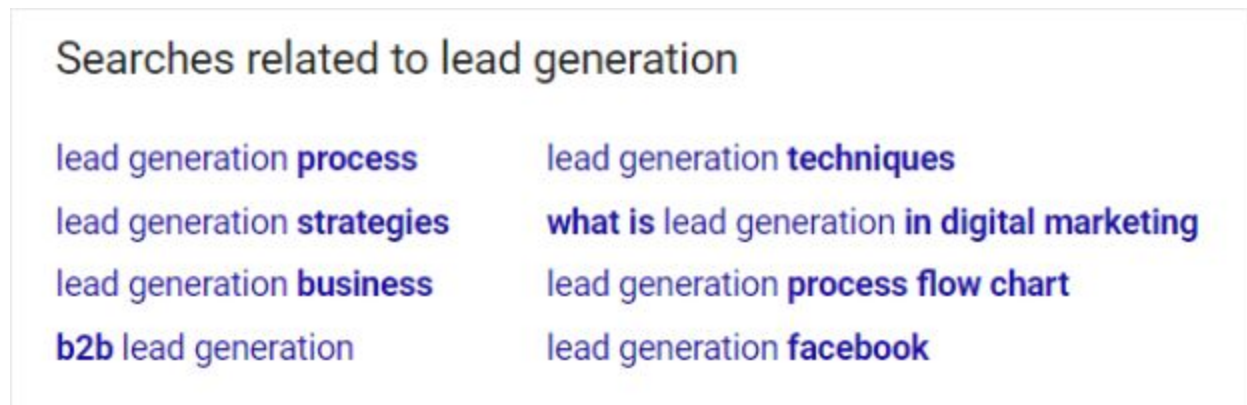 Searches related to lead generation
lead generation process
lead generation strategies
lead generation business
b2b lead generation
lead generation techniques
what is lead generation in digital marketing
lead generation process flow chart
lead generation facebook